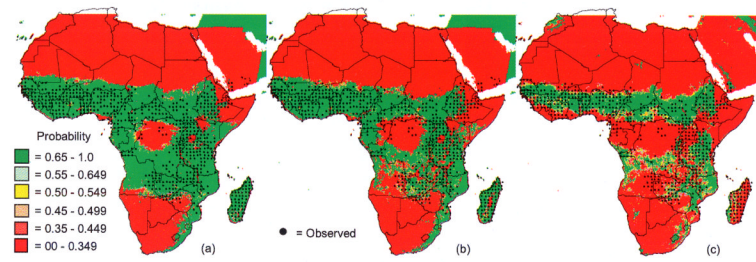 Probability
= 0.65 - 1.0
= 0.55 - 0.649
= 0.50 - 0.549
= 0.45 - 0.499
= 0.35 - 0.449
= 00 - 0.349
(a)
● = Observed
(b)
(c)